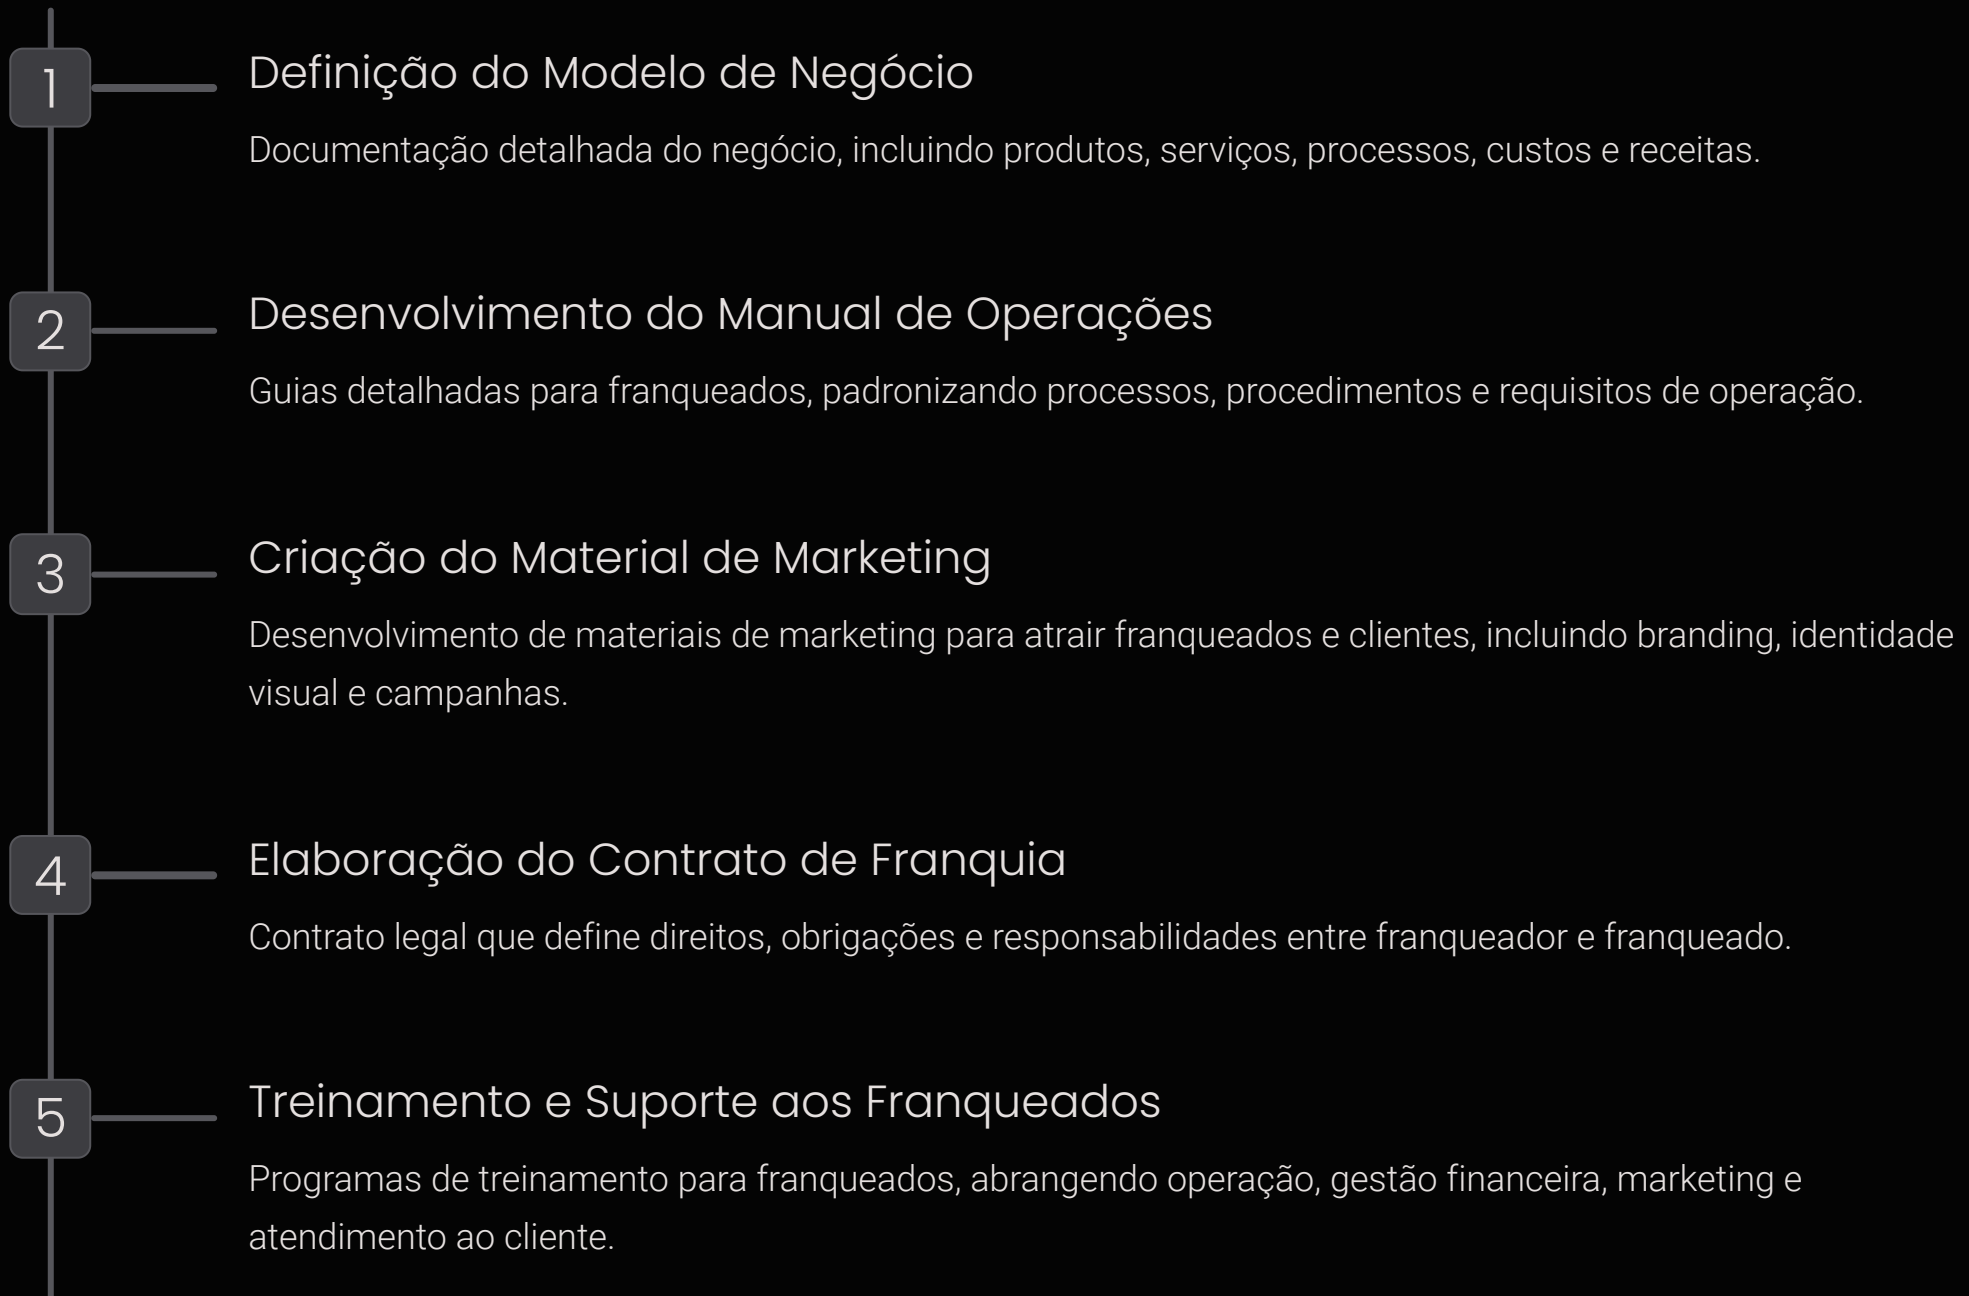 1
Definição do Modelo de Negócio
Documentação detalhada do negócio, incluindo produtos, serviços, processos, custos e receitas.
2
Desenvolvimento do Manual de Operações
Guias detalhadas para franqueados, padronizando processos, procedimentos e requisitos de operação.
3
Criação do Material de Marketing
Desenvolvimento de materiais de marketing para atrair franqueados e clientes, incluindo branding, identidade
visual e campanhas.
4
Elaboração do Contrato de Franquia
Contrato legal que define direitos, obrigações e responsabilidades entre franqueador e franqueado.
5
Treinamento e Suporte aos Franqueados
Programas de treinamento para franqueados, abrangendo operação, gestão financeira, marketing e
atendimento ao cliente.